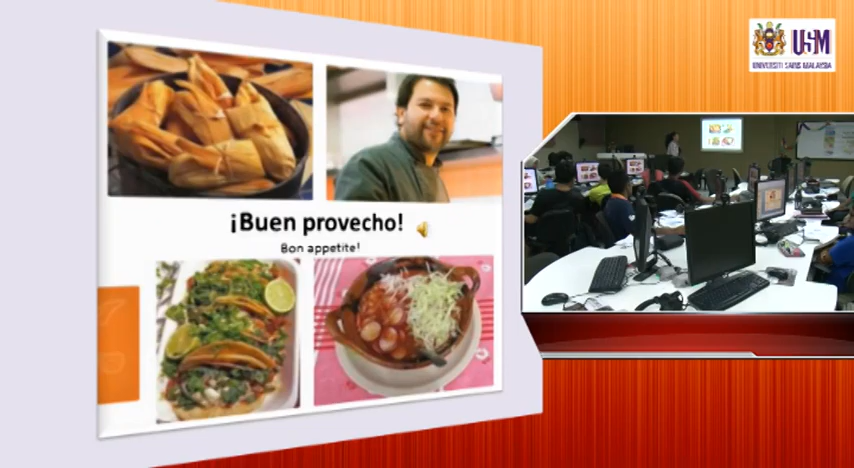 ¡Buen provecho!
Bon appetite!
USM
UNIVERSITI SAINS MALAYSIA